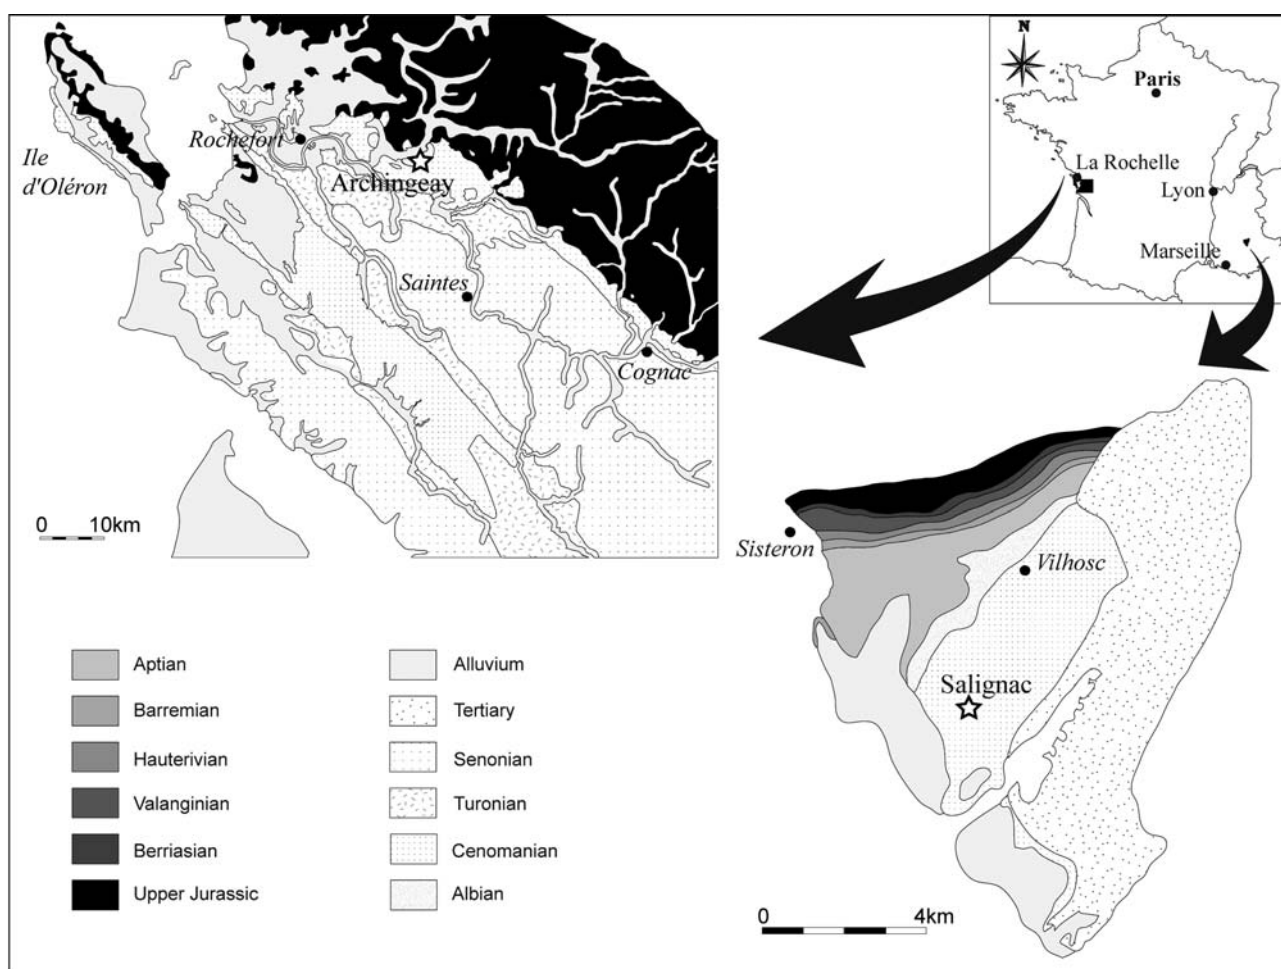 Ile
d'Oléron
Rochefort
Archingeay
Saintes
Cognac
0 10km
N
Paris
La Rochelle
Lyon
Marseille
Sisteron
Vilhosc
Salignac
0 4km
Aptian
Barremian
Hauterivian
Valanginian
Berriasian
Upper Jurassic
Alluvium
Tertiary
Senonian
Turonian
Cenomanian
Albian